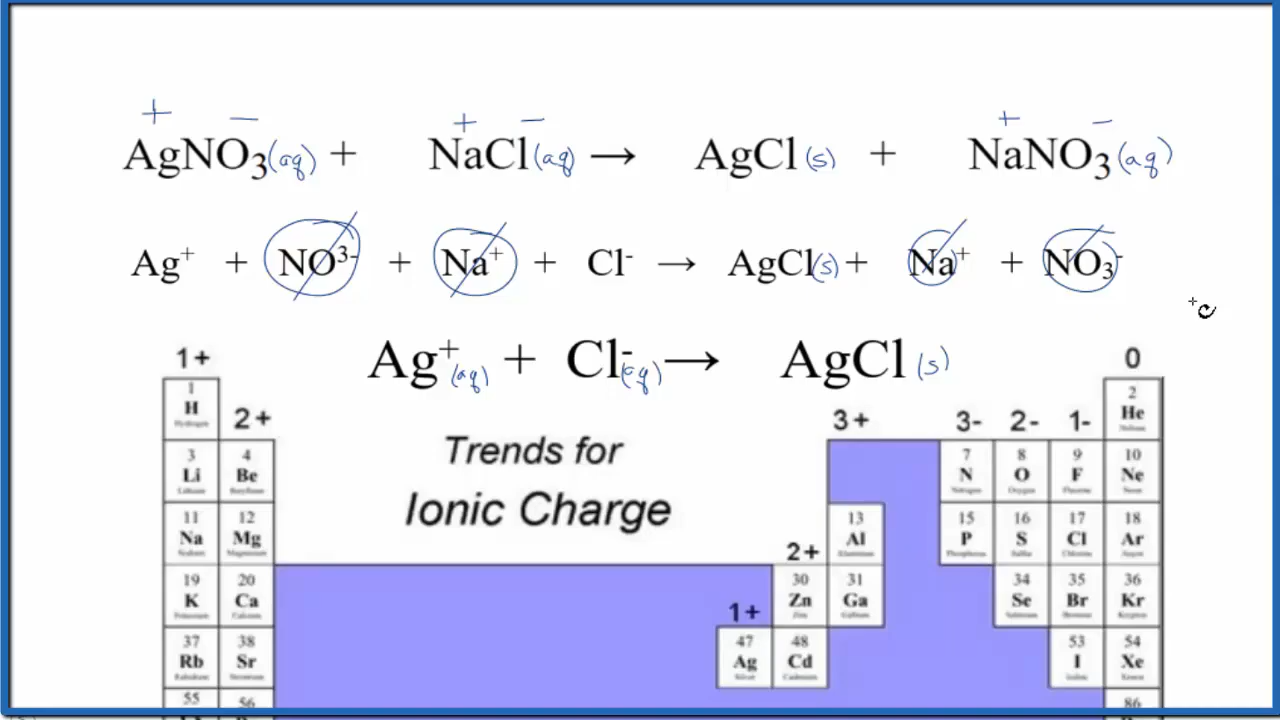 + − + − + −
AgNO₃(aq) + NaCl(aq) → AgCl(s) + NaNO₃(aq)
Ag⁺ + NO³⁻ + Na⁺ + Cl⁻ → AgCl(s) + Na⁺ + NO₃⁻
Ag⁺(aq) + Cl⁻(aq) → AgCl(s)
1+ 0
1 2
H He
Hydrogen Helium
2+ 3+ 3- 2- 1-
Trends for
Ionic Charge
3 4 7 8 9 10
Li Be N O F Ne
Lithium Beryllium Nitrogen Oxygen Fluorine Neon
11 12 13 15 16 17 18
Na Mg Al P S Cl Ar
Sodium Magnesium Aluminum Phosphorus Sulfur Chlorine Argon
2+
19 20 30 31 34 35 36
K Ca Zn Ga Se Br Kr
Potassium Calcium Zinc Gallium Selenium Bromine Krypton
1+
37 38 47 48 53 54
Rb Sr Ag Cd I Xe
Rubidium Strontium Silver Cadmium Iodine Xenon
55 56 86